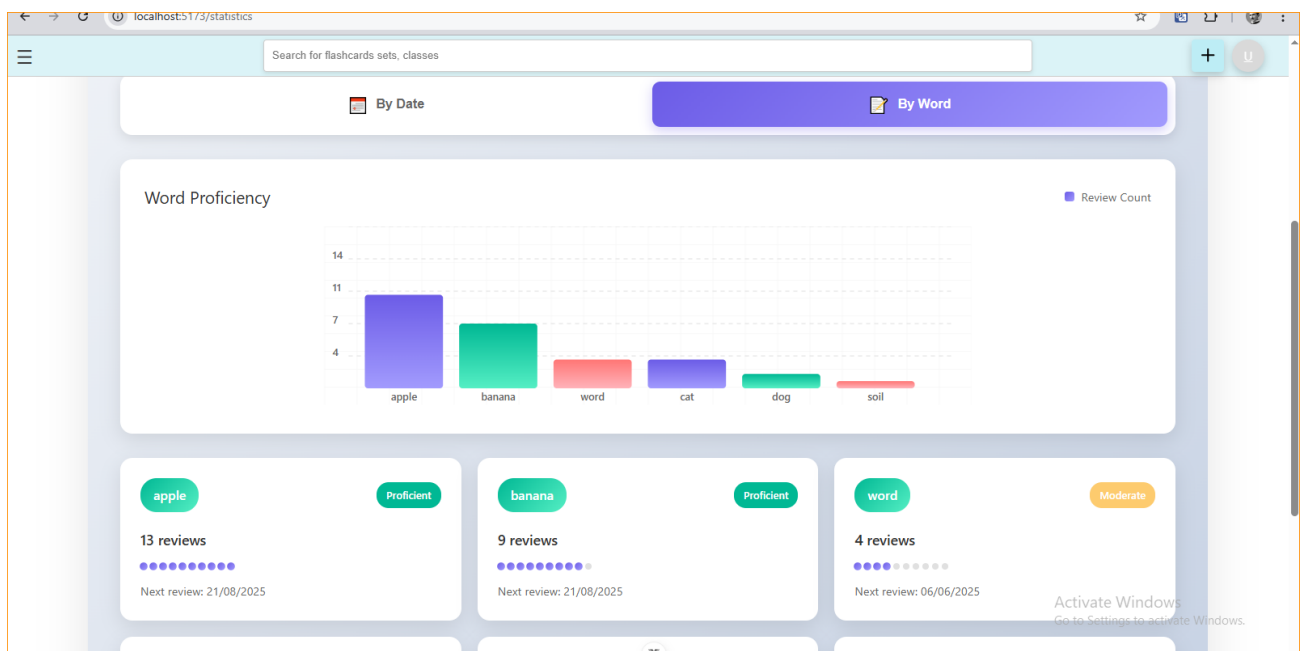 localhost:5173/statistics
Search for flashcards sets, classes
+
U
By Date
By Word
Word Proficiency
Review Count
14
11
7
4
apple banana word cat dog soil
apple Proficient
13 reviews
Next review: 21/08/2025
banana Proficient
9 reviews
Next review: 21/08/2025
word Moderate
4 reviews
Next review: 06/06/2025
Activate Windows
Go to Settings to activate Windows.